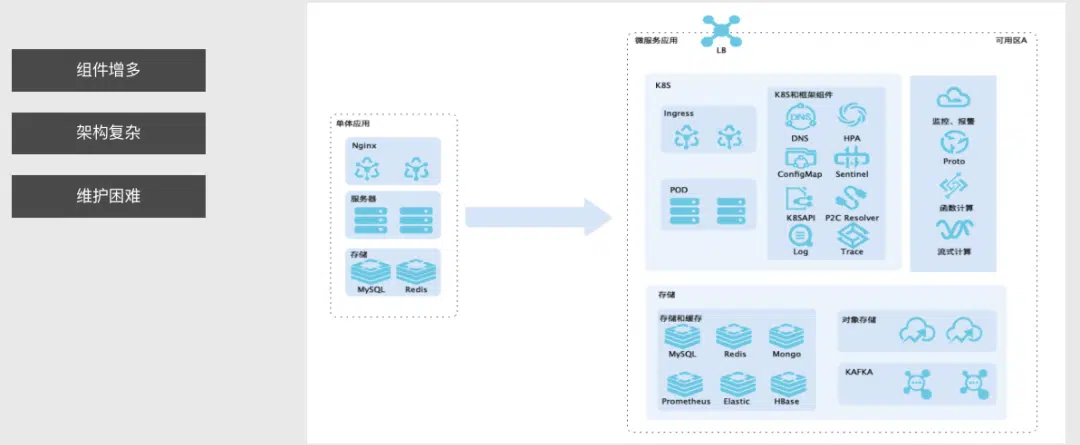 组件增多
架构复杂
维护困难
单体应用
Nginx
服务器
存储
MySQL Redis
微服务应用
LB
可用区A
K8S
Ingress
POD
K8S和框架组件
DNS HPA
ConfigMap Sentinel
K8SAPI P2C Resolver
Log Trace
监控、报警
Proto
函数计算
流式计算
存储
存储和缓存
MySQL Redis Mongo
Prometheus Elastic HBase
对象存储
KAFKA
DNS